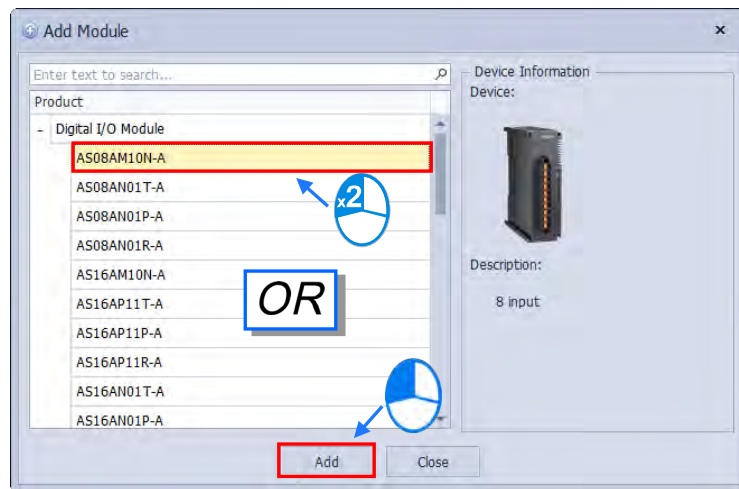 Add Module
Enter text to search...
Product
- Digital I/O Module
AS08AM10N-A
AS08AN01T-A
AS08AN01P-A
AS08AN01R-A
AS16AM10N-A
AS16AP11T-A
AS16AP11P-A
AS16AP11R-A
AS16AN01T-A
AS16AN01P-A
x2
OR
Device Information
Device:
Description:
8 input
Add
Close